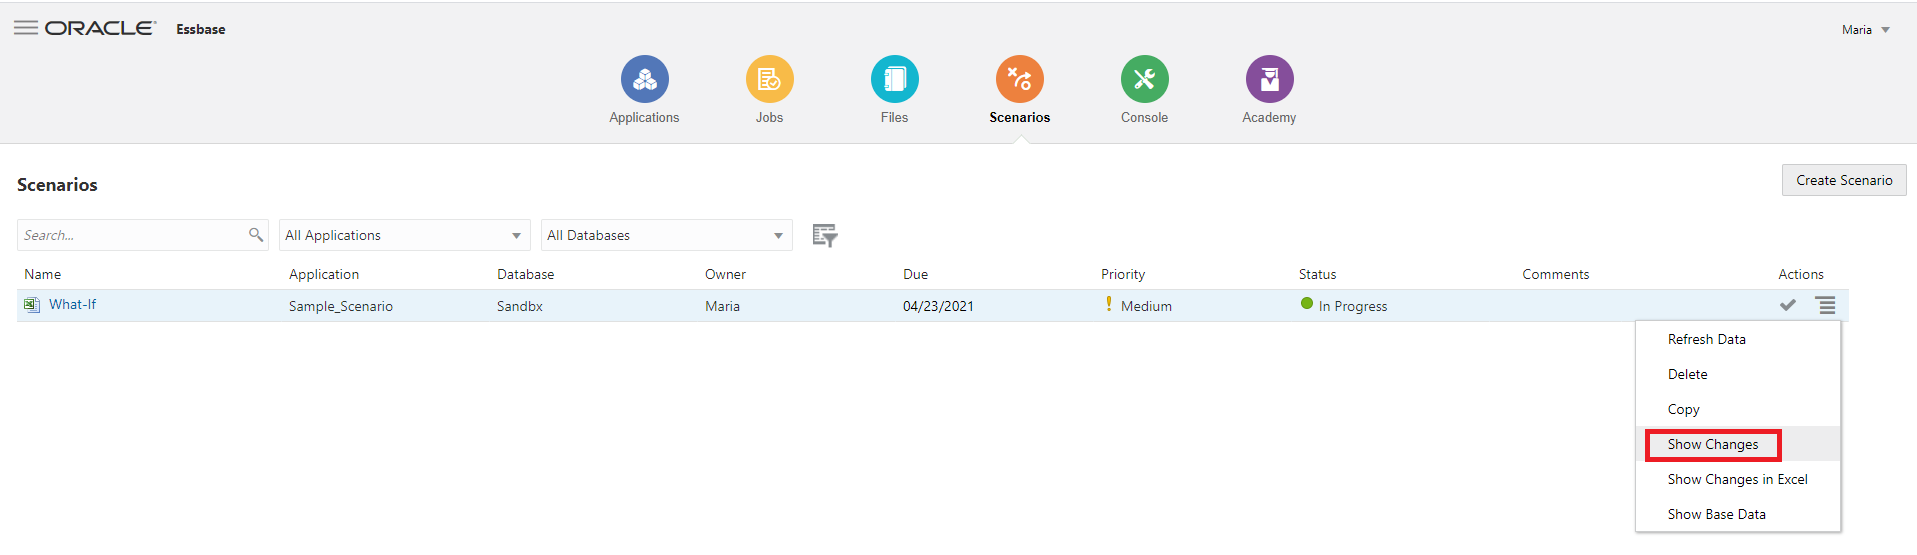 ORACLE® Essbase
Maria
Applications Jobs Files Scenarios Console Academy
Scenarios
Create Scenario
Search... All Applications All Databases
Name Application Database Owner Due Priority Status Comments Actions
What-If Sample_Scenario Sandbx Maria 04/23/2021 Medium In Progress
Refresh Data
Delete
Copy
Show Changes
Show Changes in Excel
Show Base Data